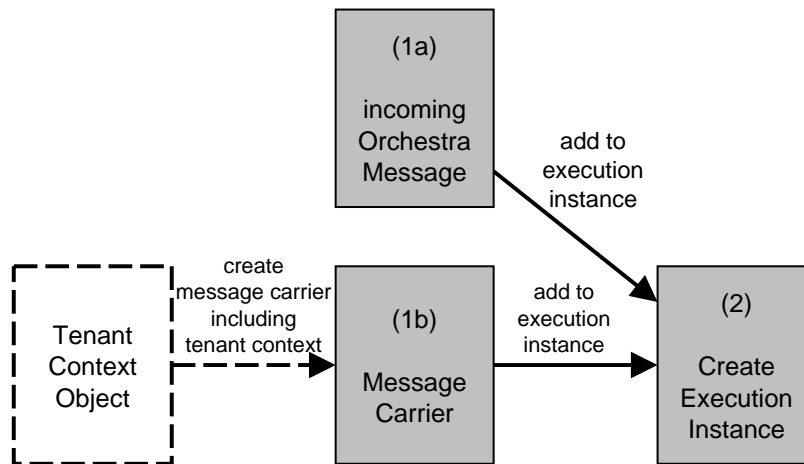 (1a)
incoming
Orchestra
Message
add to
execution
instance
Tenant
Context
Object
create
message carrier
including
tenant context
(1b)
Message
Carrier
add to
execution
instance
(2)
Create
Execution
Instance